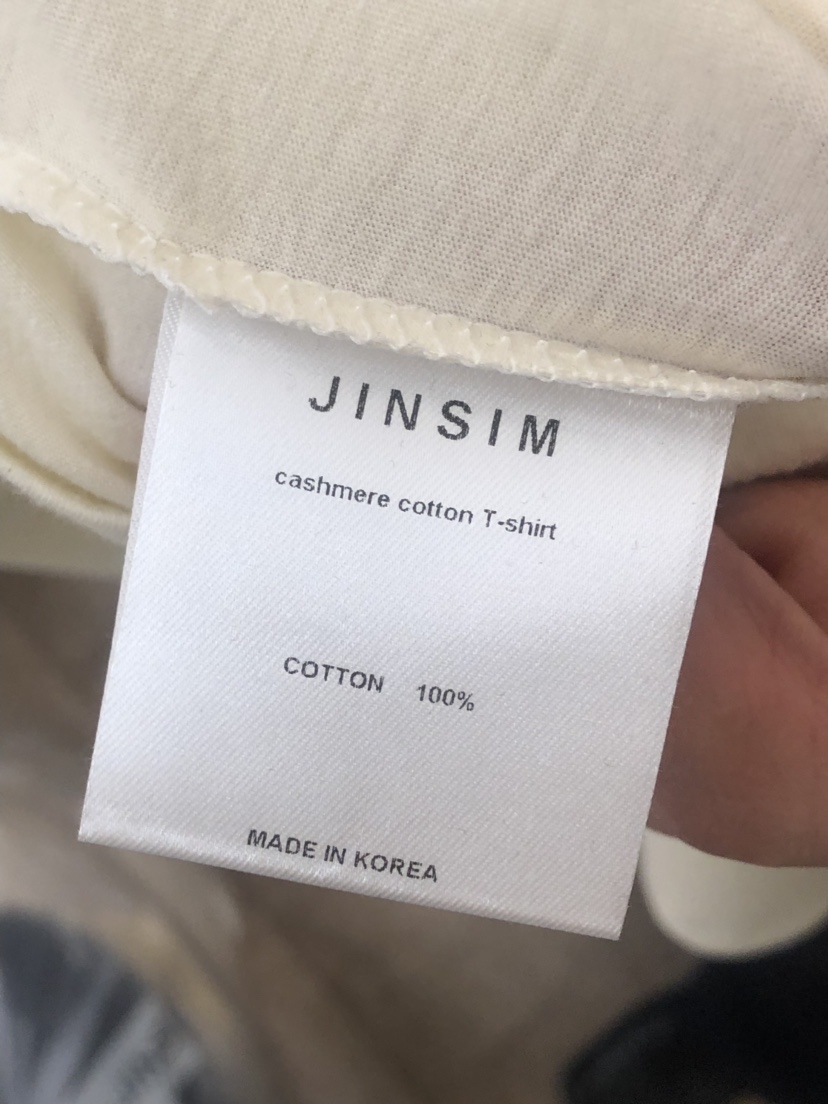 JINSIM
cashmere cotton T-shirt
COTTON 100%
MADE IN KOREA